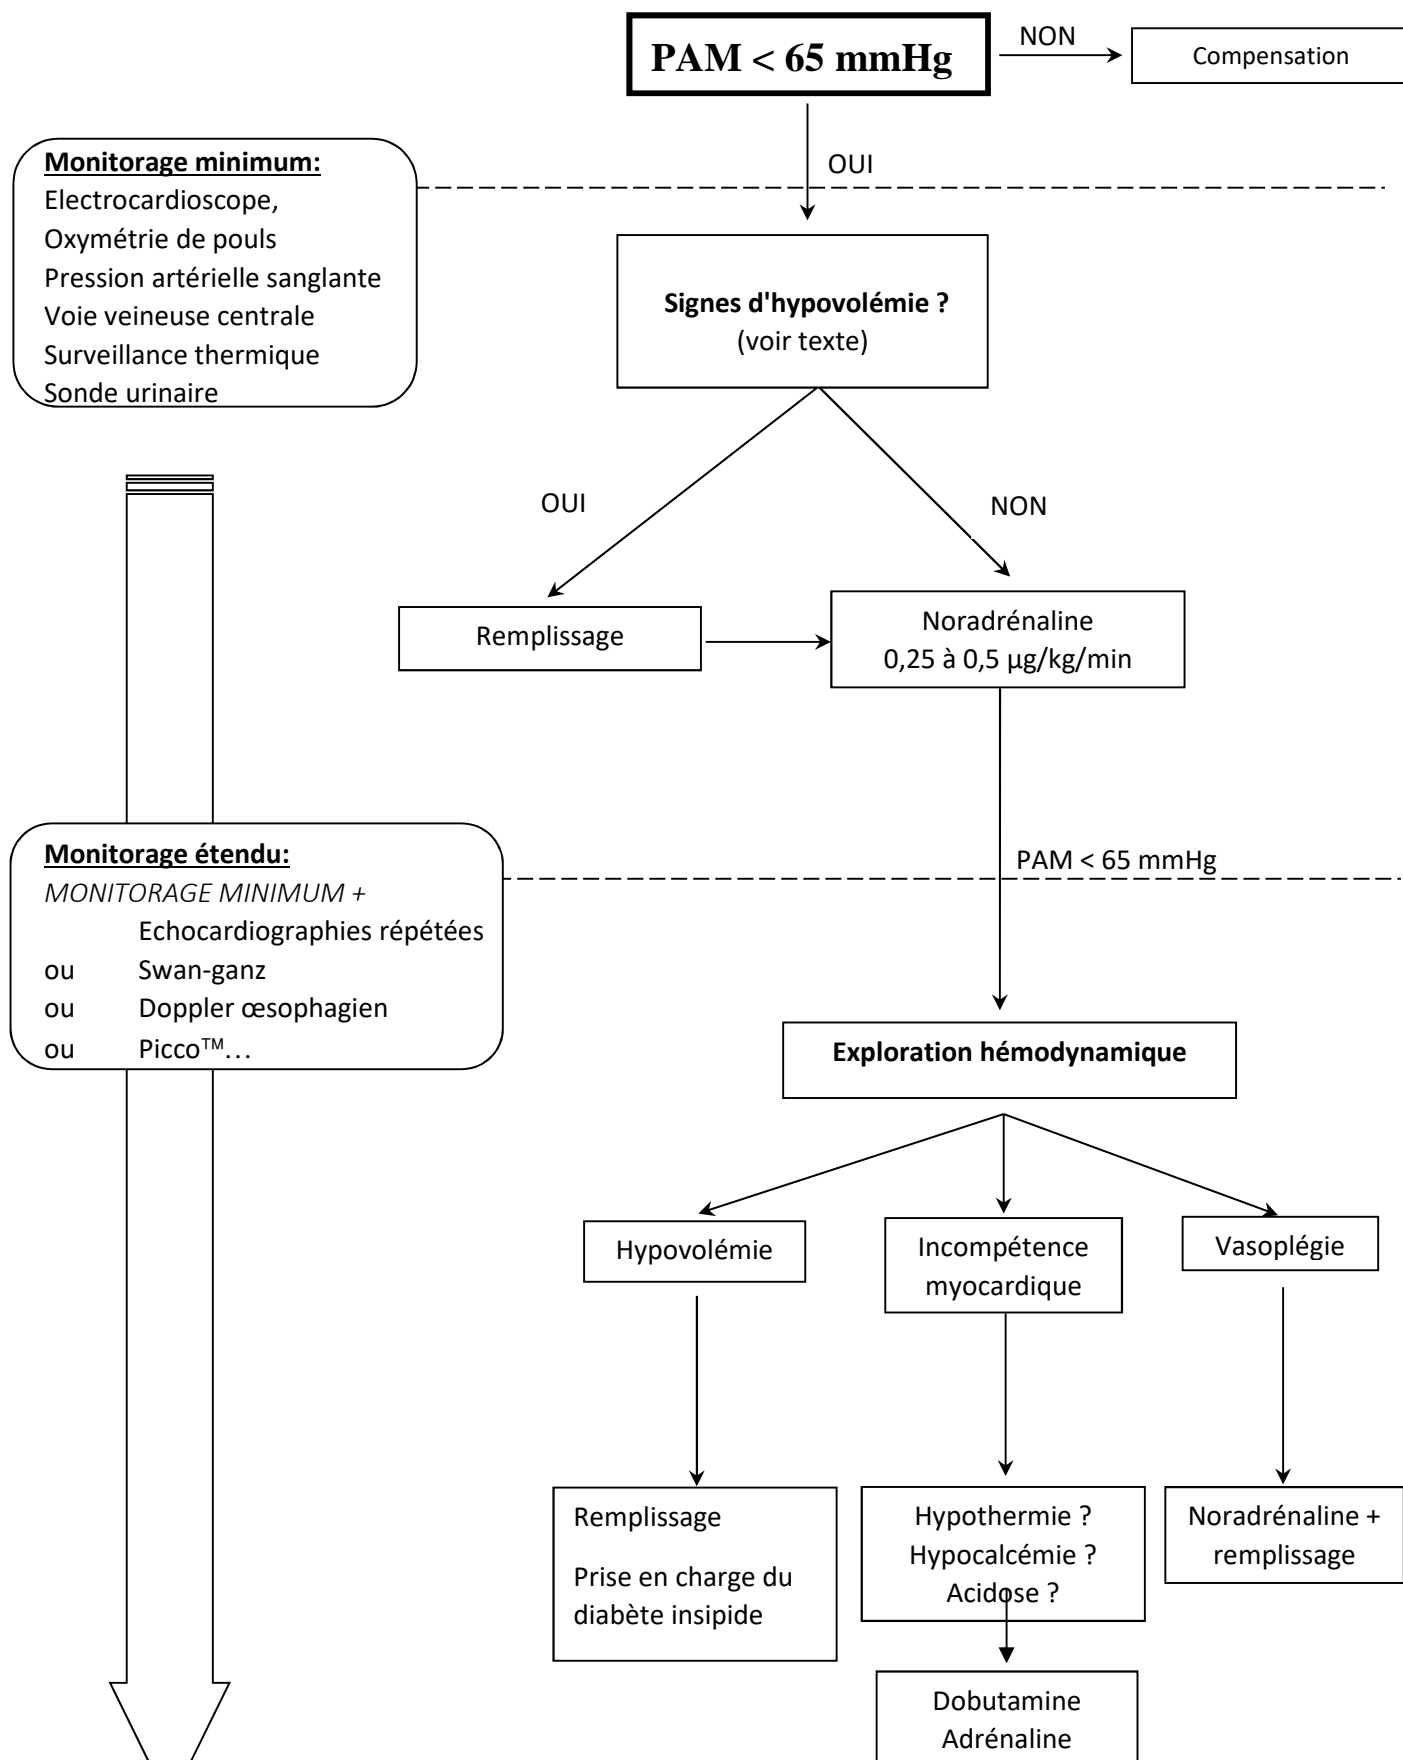 PAM < 65 mmHg
NON
Compensation
OUI
Monitorage minimum:
Electrocardioscope,
Oxymétrie de pouls
Pression artérielle sanglante
Voie veineuse centrale
Surveillance thermique
Sonde urinaire
Signes d'hypovolémie ?
(voir texte)
OUI
NON
Remplissage
Noradrénaline
0,25 à 0,5 µg/kg/min
PAM < 65 mmHg
Monitorage étendu:
MONITORAGE MINIMUM +
Echocardiographies répétées
ou Swan-ganz
ou Doppler œsophagien
ou Picco™…
Exploration hémodynamique
Hypovolémie
Incompétence
myocardique
Vasoplégie
Remplissage
Prise en charge du
diabète insipide
Hypothermie ?
Hypocalcémie ?
Acidose ?
Noradrénaline +
remplissage
Dobutamine
Adrénaline